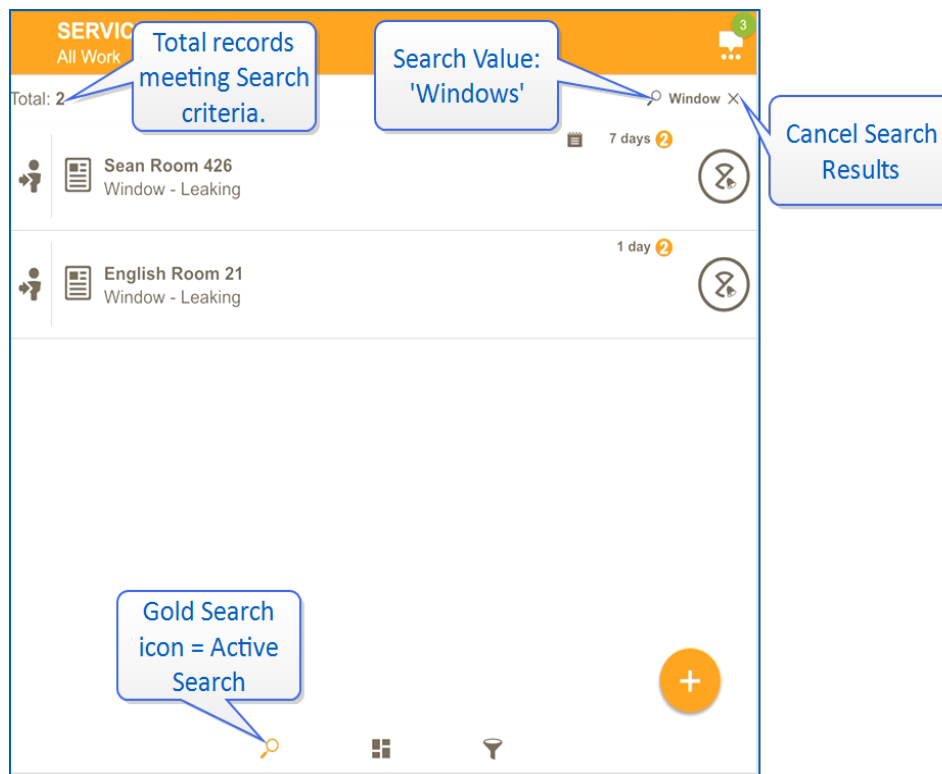 SERVIC
All Work
3
Total records
meeting Search
criteria.
Search Value:
'Windows'
Total: 2
Window
Cancel Search
Results
7 days 2
Sean Room 426
Window - Leaking
1 day 2
English Room 21
Window - Leaking
Gold Search
icon = Active
Search
+